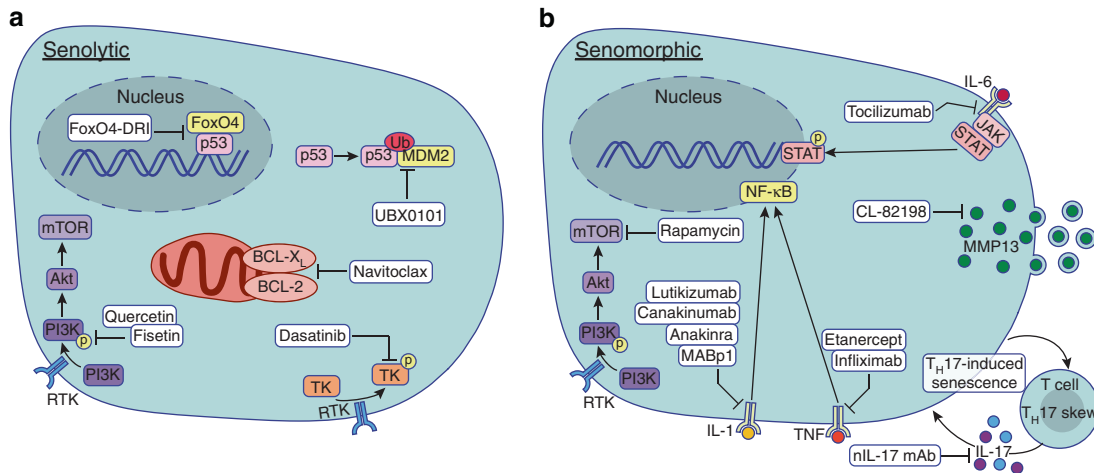 a
Senolytic
Nucleus
FoxO4-DRI
FoxO4
p53
p53
p53
Ub
MDM2
UBX0101
mTOR
Akt
PI3K
p
Quercetin
Fisetin
PI3K
RTK
BCL-XL
BCL-2
Navitoclax
Dasatinib
TK
TK
p
RTK
b
Senomorphic
Nucleus
IL-6
Tocilizumab
JAK
STAT
p
STAT
NF-κB
CL-82198
MMP13
mTOR
Rapamycin
Akt
PI3K
p
PI3K
RTK
Lutikizumab
Canakinumab
Anakinra
MABp1
Etanercept
Infliximab
IL-1
TNF
TH17-induced
senescence
T cell
TH17 skew
nIL-17 mAb
IL-17